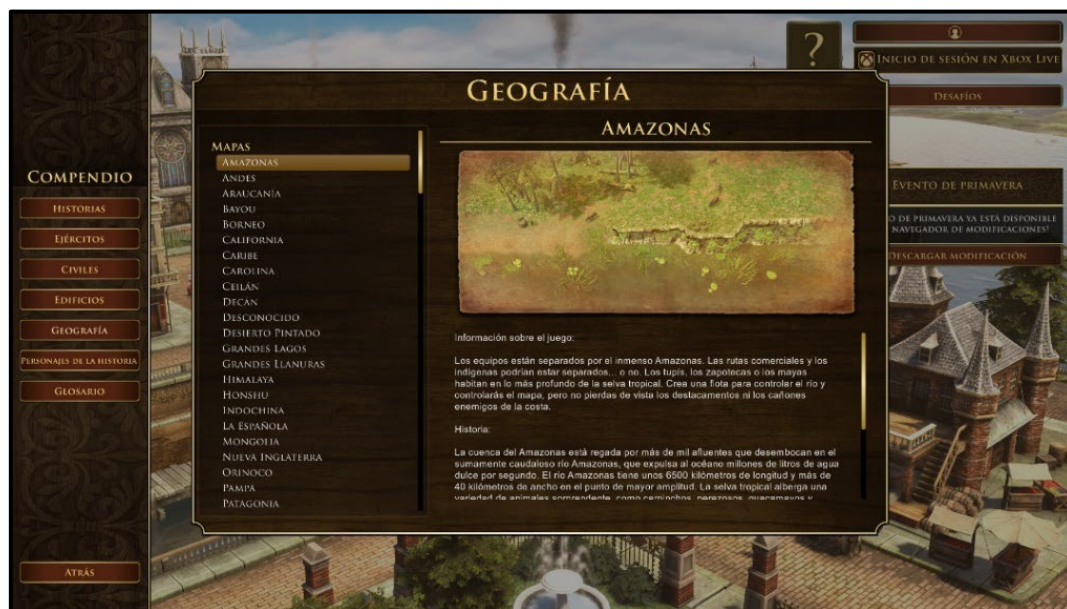 COMPENDIO
HISTORIAS
EJÉRCITOS
CIVILES
EDIFICIOS
GEOGRAFÍA
PERSONAJES DE LA HISTORIA
GLOSARIO
ATRÁS
GEOGRAFÍA
MAPAS
AMAZONAS
ANDES
ARAUCANÍA
BAYOU
BORNEO
CALIFORNIA
CARIBE
CAROLINA
CEILÁN
DECÁN
DESCONOCIDO
DESIERTO PINTADO
GRANDES LAGOS
GRANDES LLANURAS
HIMALAYA
HONSHU
INDOCHINA
LA ESPAÑOLA
MONGOLIA
NUEVA INGLATERRA
ORINOCO
PAMPA
PATAGONIA
AMAZONAS
Información sobre el juego:
Los equipos están separados por el inmenso Amazonas. Las rutas comerciales y los
indígenas podrían estar separados... o no. Los tupís, los zapotecas o los mayas
habitan en lo más profundo de la selva tropical. Crea una flota para controlar el río y
controlarás el mapa, pero no pierdas de vista los destacamentos ni los cañones
enemigos de la costa.
Historia:
La cuenca del Amazonas está regada por más de mil afluentes que desembocan en el
sumamente caudaloso río Amazonas, que expulsa al océano millones de litros de agua
dulce por segundo. El río Amazonas tiene unos 6500 kilómetros de longitud y más de
40 kilómetros de ancho en el punto de mayor amplitud. La selva tropical alberga una
variedad de animales sorprendente, como capinchos, perezosos, guacamayos y
?
INICIO DE SESIÓN EN XBOX LIVE
DESAFÍOS
EVENTO DE PRIMAVERA
O DE PRIMAVERA YA ESTÁ DISPONIBLE
NAVEGADOR DE MODIFICACIONES!
DESCARGAR MODIFICACIÓN